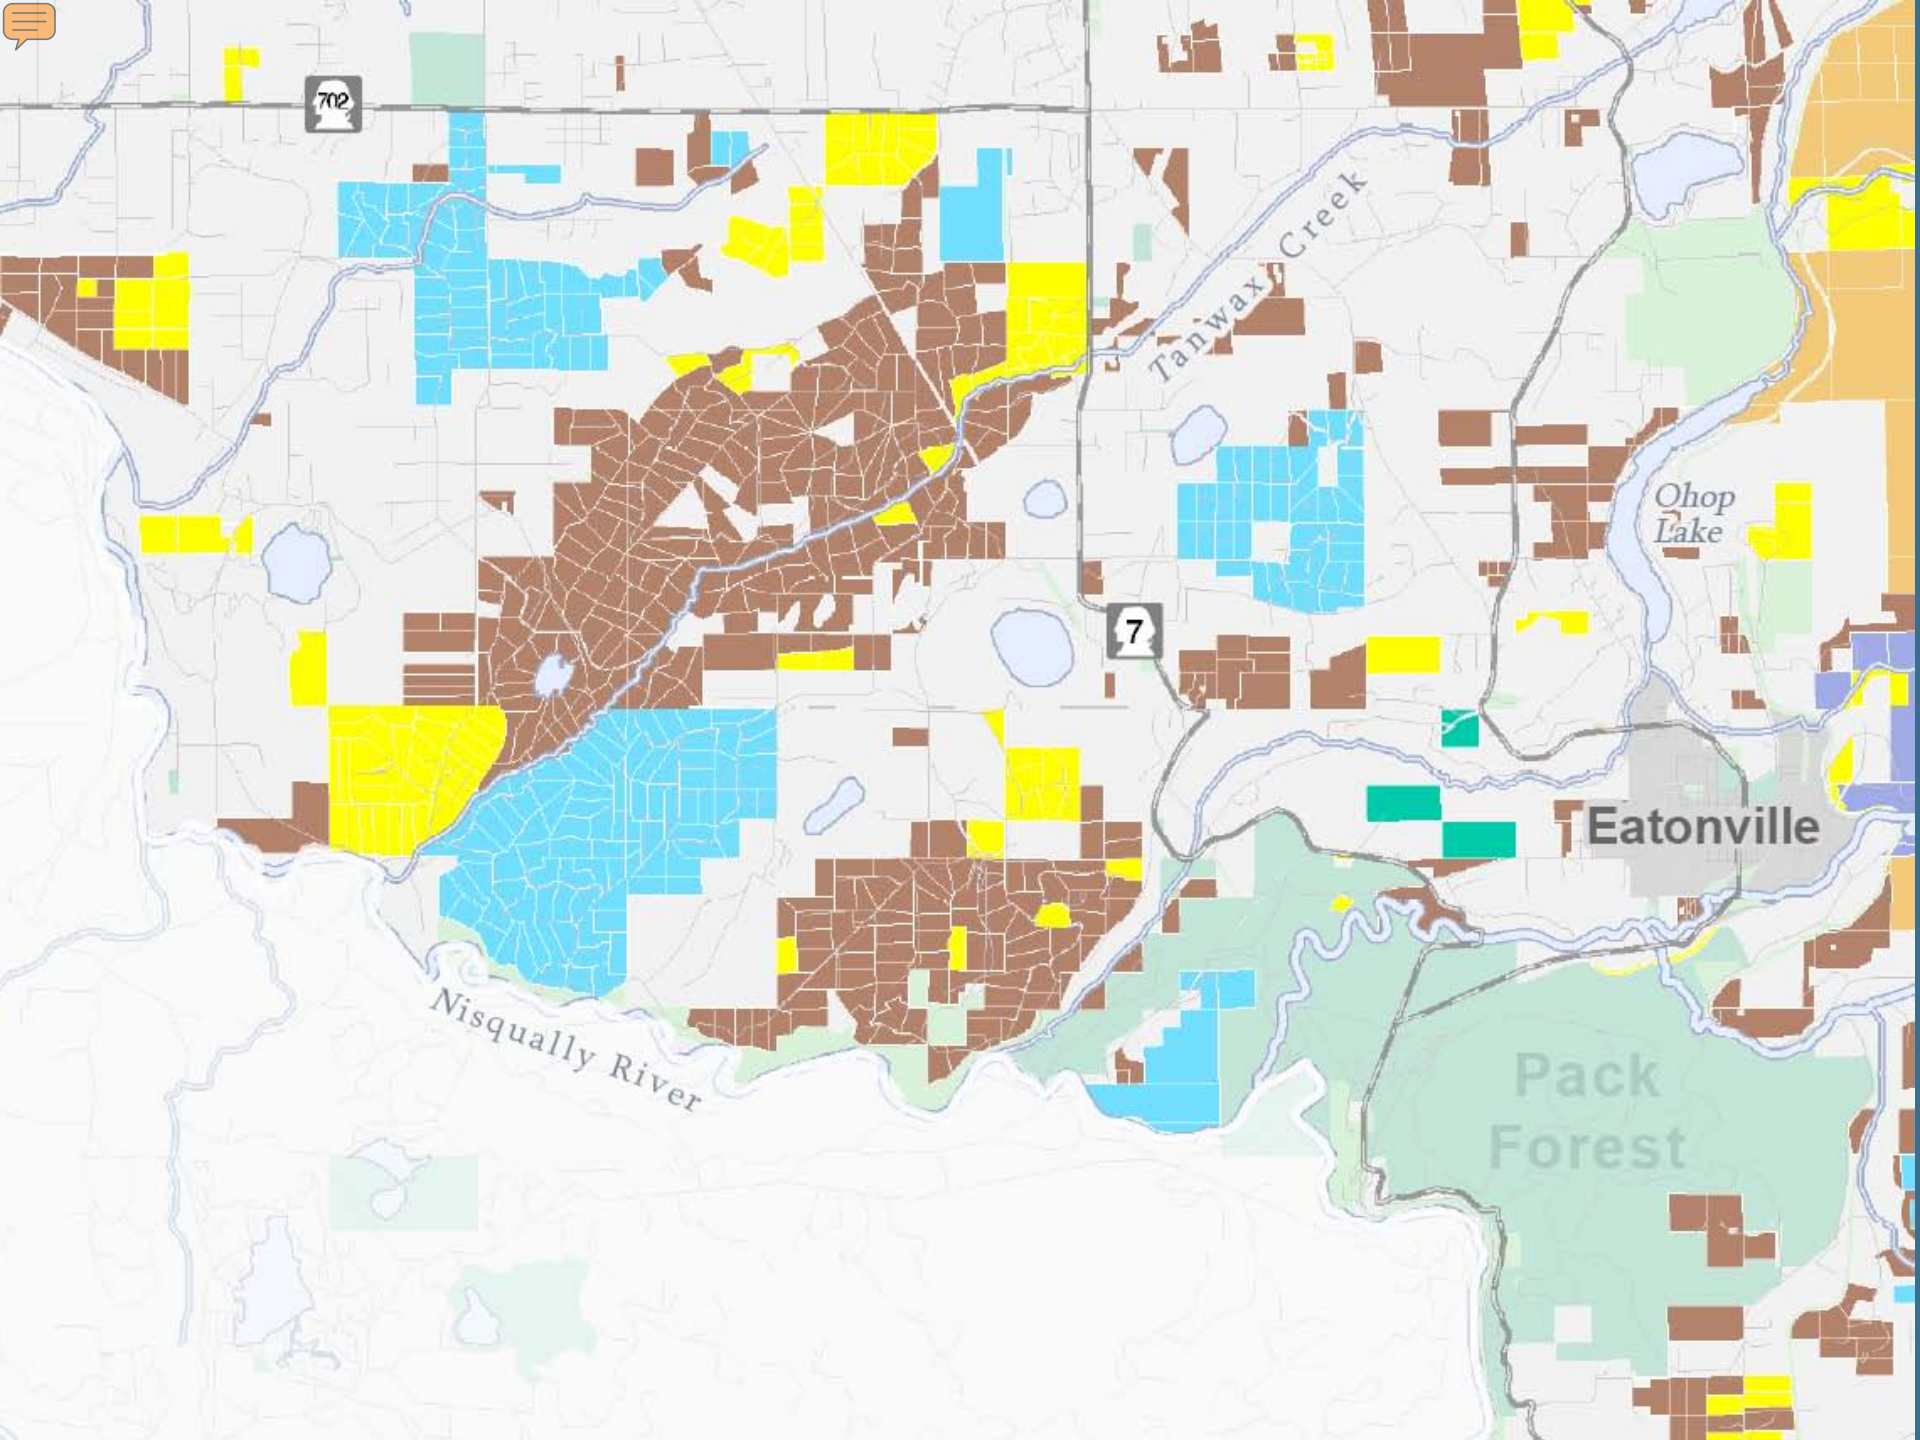 702
Tanwax Creek
Ohop
Lake
7
Eatonville
Nisqually River
Pack
Forest